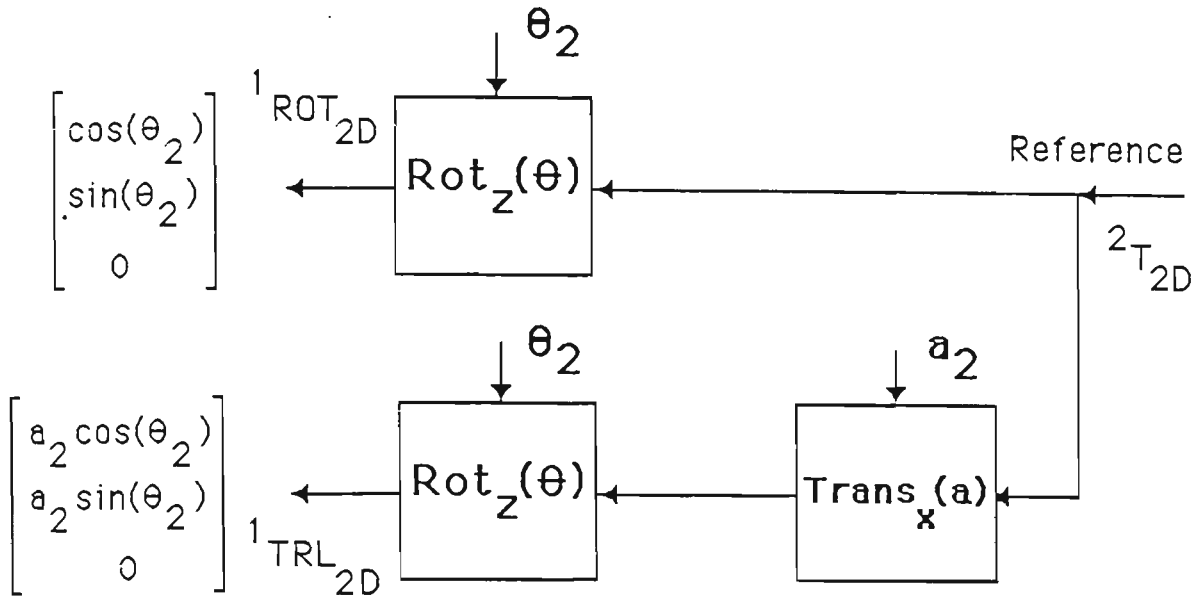 θ2
1ROT2D
cos(θ2)
sin(θ2)
0
Rotz(θ)
Reference
2T2D
θ2
a2
a2cos(θ2)
a2sin(θ2)
0
Rotz(θ)
Transx(a)
1TRL2D